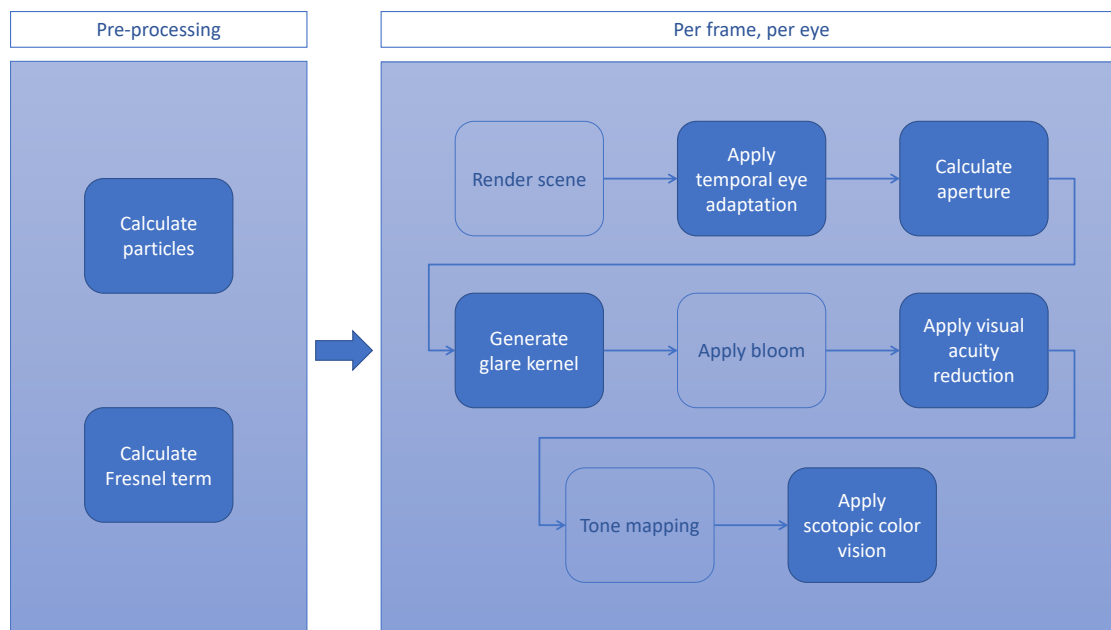 Pre-processing
Per frame, per eye
Calculate
particles
Calculate
Fresnel term
Render scene
Apply
temporal eye
adaptation
Calculate
aperture
Generate
glare kernel
Apply bloom
Apply visual
acuity
reduction
Tone mapping
Apply
scotopic color
vision